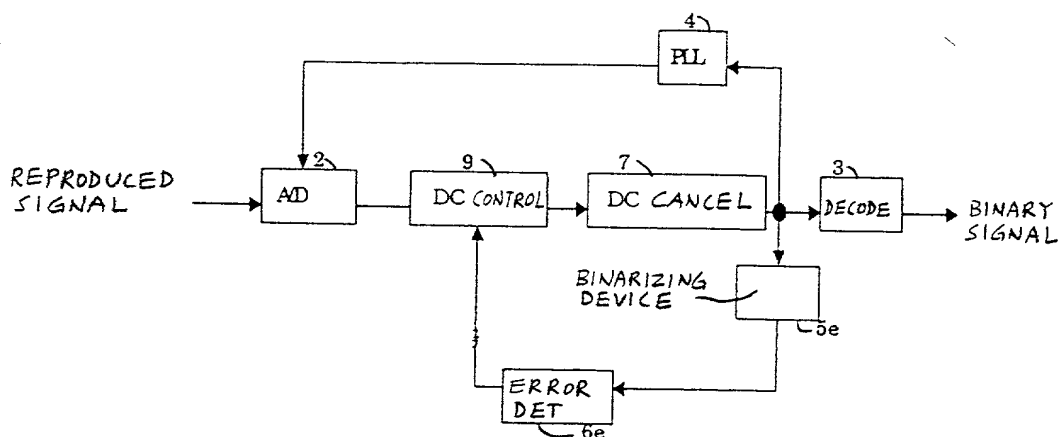 4
PLL
REPRODUCED
SIGNAL
2
A/D
9
DC CONTROL
7
DC CANCEL
3
DECODE
BINARY
SIGNAL
BINARIZING
DEVICE
5e
ERROR
DET
6e